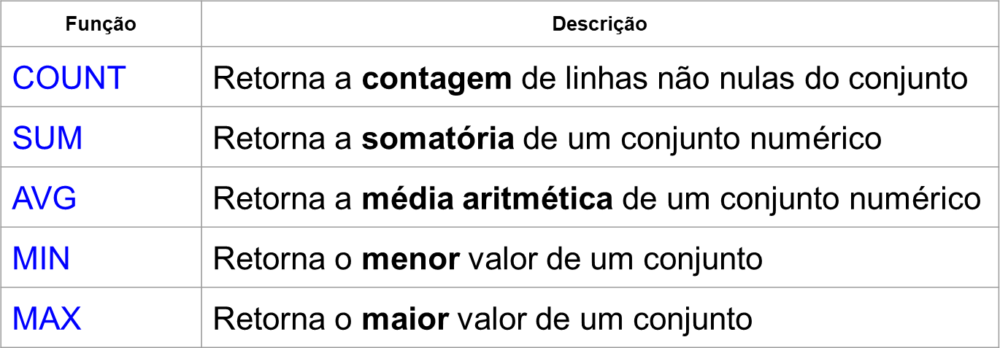 Função Descrição
COUNT Retorna a contagem de linhas não nulas do conjunto
SUM Retorna a somatória de um conjunto numérico
AVG Retorna a média aritmética de um conjunto numérico
MIN Retorna o menor valor de um conjunto
MAX Retorna o maior valor de um conjunto